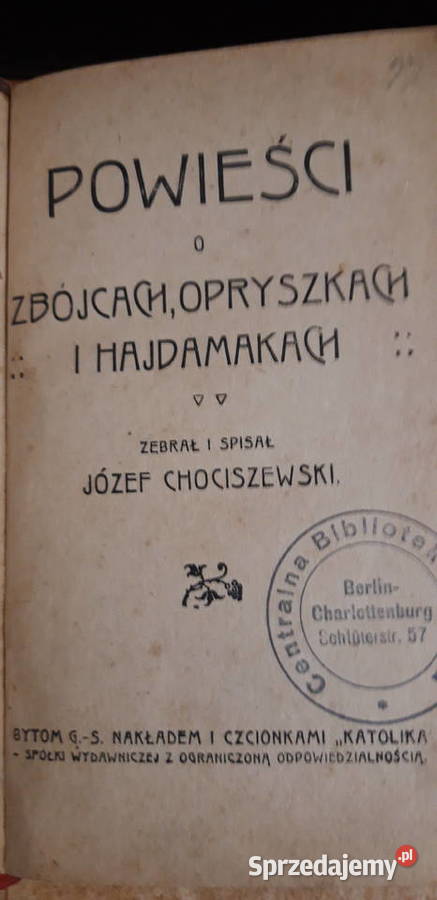 POWIEŚCI
O
ZBÓJCACH, OPRYSZKACH
I HAJDAMAKACH
ZEBRAŁ I SPISAŁ
JÓZEF CHOCISZEWSKI.
Centralna Bibliotek
Berlin-
Charlottenburg
Schlüterstr. 57
BYTOM G.-S. NAKŁADEM I CZCIONKAMI „KATOLIKA
- SPÓŁKI WYDAWNICZEJ Z OGRANICZONĄ ODPOWIEDZIALNOŚCIĄ.
Sprzedajemy.pl